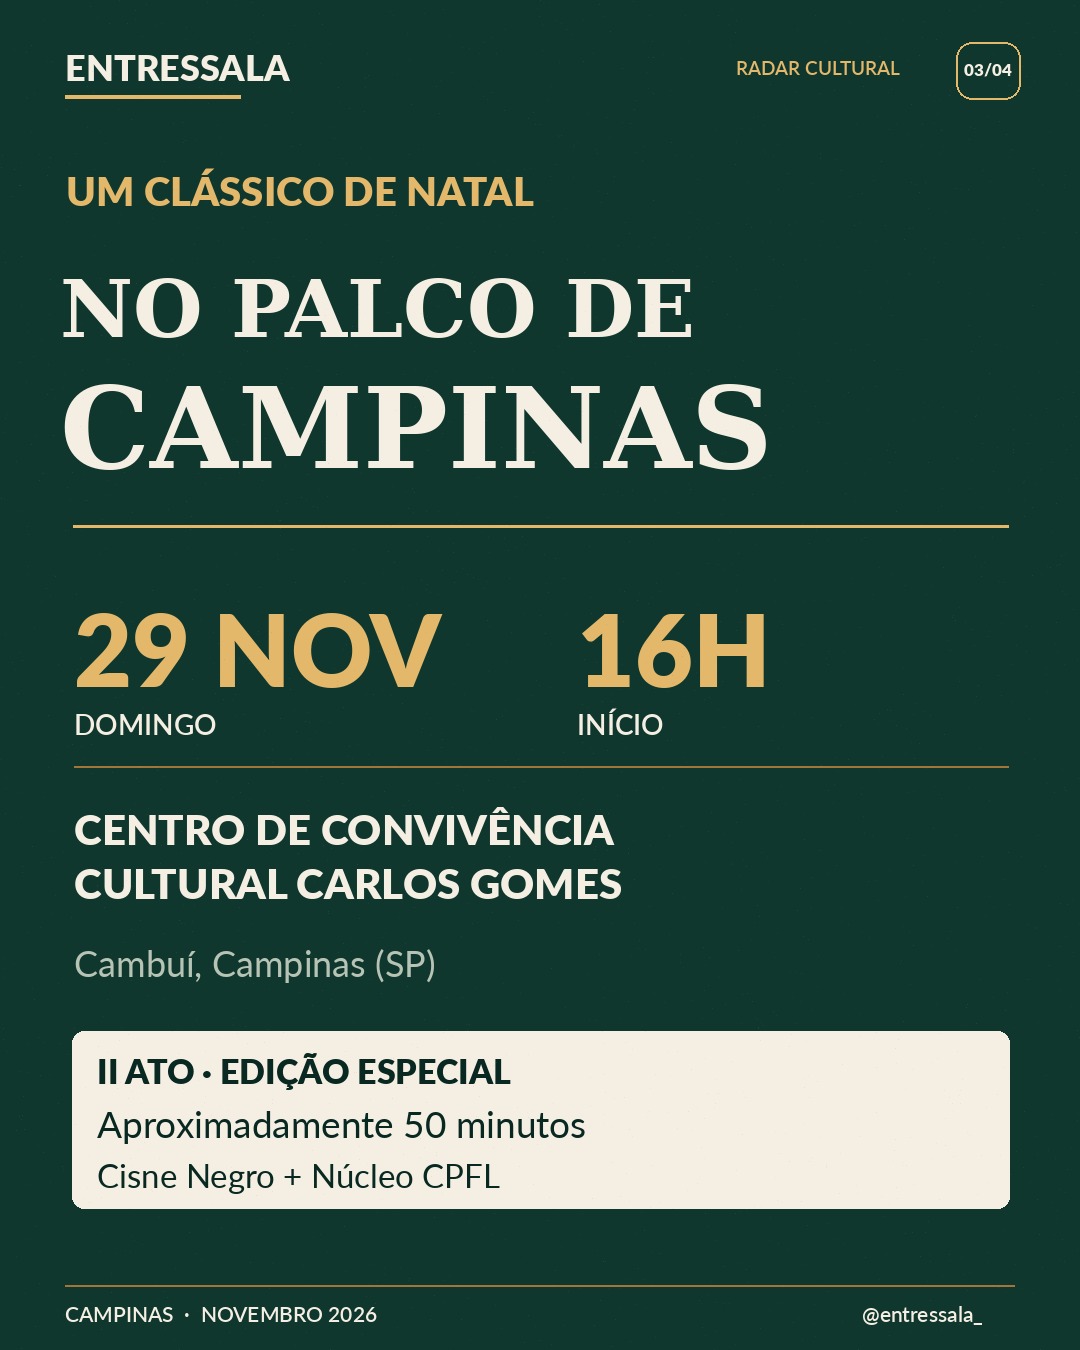 ENTRESSALA
RADAR CULTURAL
03/04
UM CLÁSSICO DE NATAL
NO PALCO DE
CAMPINAS
29 NOV
16H
DOMINGO
INÍCIO
CENTRO DE CONVIVÊNCIA
CULTURAL CARLOS GOMES
Cambuí, Campinas (SP)
II ATO · EDIÇÃO ESPECIAL
Aproximadamente 50 minutos
Cisne Negro + Núcleo CPFL
CAMPINAS · NOVEMBRO 2026
@entressala_